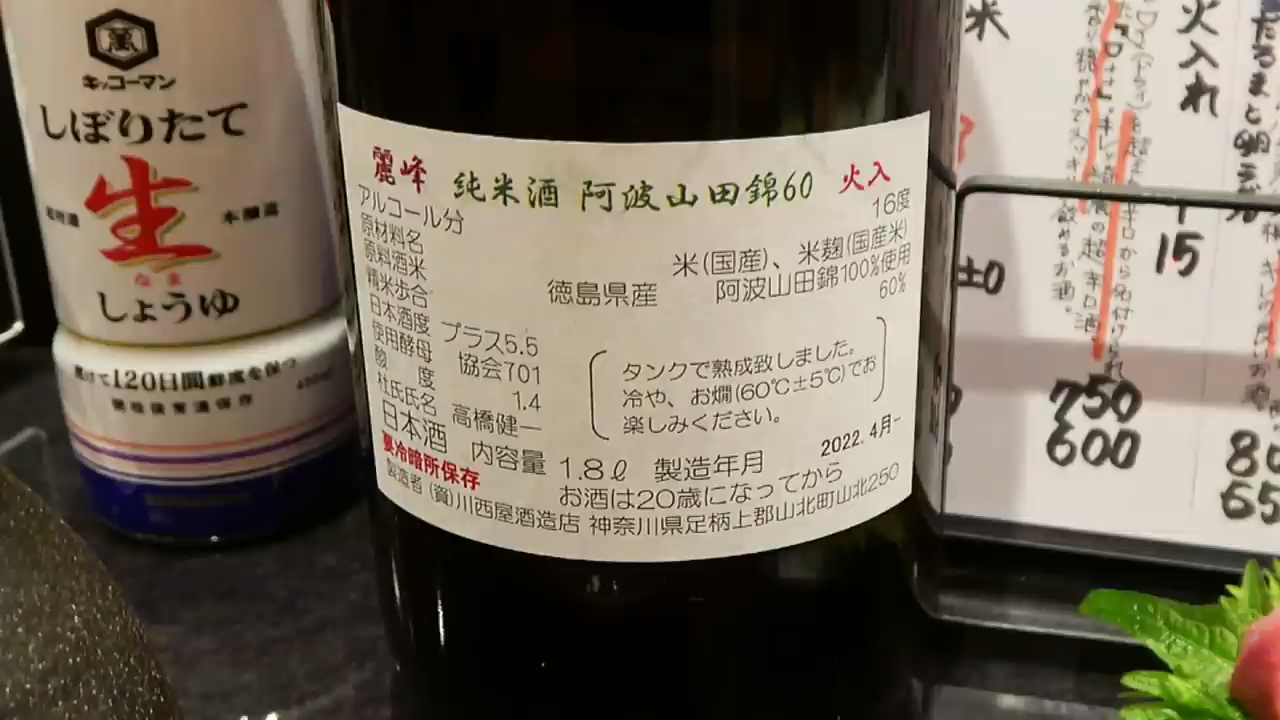 萬
キッコーマン
しぼりたて
生
なま
しょうゆ
120日間鮮度を保つ
麗峰 純米酒 阿波山田錦60 火入
アルコール分 16度
原材料名 米(国産)、米麹(国産米)
原料酒米 徳島県産 阿波山田錦100%使用
精米歩合 60%
日本酒度 プラス5.5
使用酵母 協会701
酸度 1.4
杜氏氏名 高橋健一
タンクで熟成致しました。
冷や、お燗(60℃±5℃)でお
楽しみください。
日本酒 内容量 1.8ℓ 製造年月 2022.4月-
要冷暗所保存 お酒は20歳になってから
製造者 (資)川西屋酒造店 神奈川県足柄上郡山北町山北250
米
火入れ
だるまと
15
±0
750
600
80
65